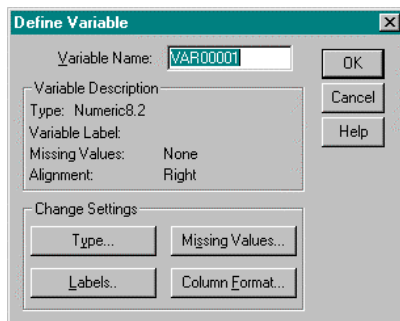 Define Variable
Variable Name: VAR00001
OK
Cancel
Help
Variable Description
Type: Numeric8.2
Variable Label:
Missing Values: None
Alignment: Right
Change Settings
Type...
Missing Values...
Labels..
Column Format...